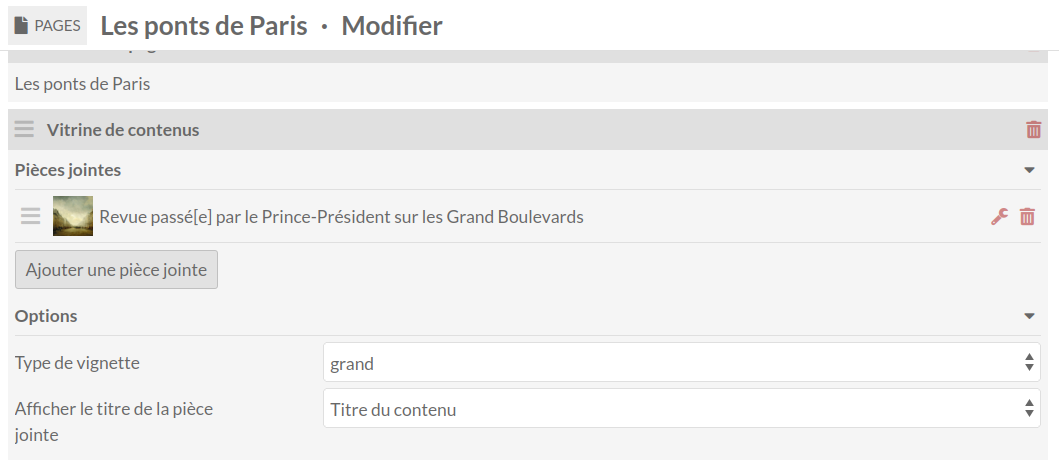 PAGES
Les ponts de Paris · Modifier
Les ponts de Paris
Vitrine de contenus
Pièces jointes
Revue passé[e] par le Prince-Président sur les Grand Boulevards
Ajouter une pièce jointe
Options
Type de vignette
grand
Afficher le titre de la pièce
jointe
Titre du contenu